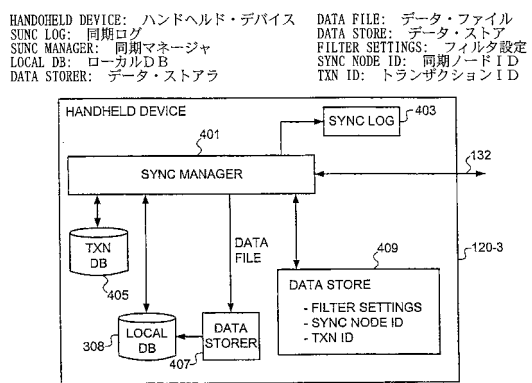 HANDOHELD DEVICE: ハンドヘルド・デバイス
SUNC LOG: 同期ログ
SUNC MANAGER: 同期マネージャ
LOCAL DB: ローカルDB
DATA STORER: データ・ストアラ
DATA FILE: データ・ファイル
DATA STORE: データ・ストア
FILTER SETTINGS: フィルタ設定
SYNC NODE ID: 同期ノードID
TXN ID: トランザクションID
HANDHELD DEVICE
SYNC LOG
403
401
SYNC MANAGER
132
TXN
DB
405
DATA
FILE
409
120-3
DATA STORE
- FILTER SETTINGS
- SYNC NODE ID
- TXN ID
308
LOCAL
DB
DATA
STORER
407